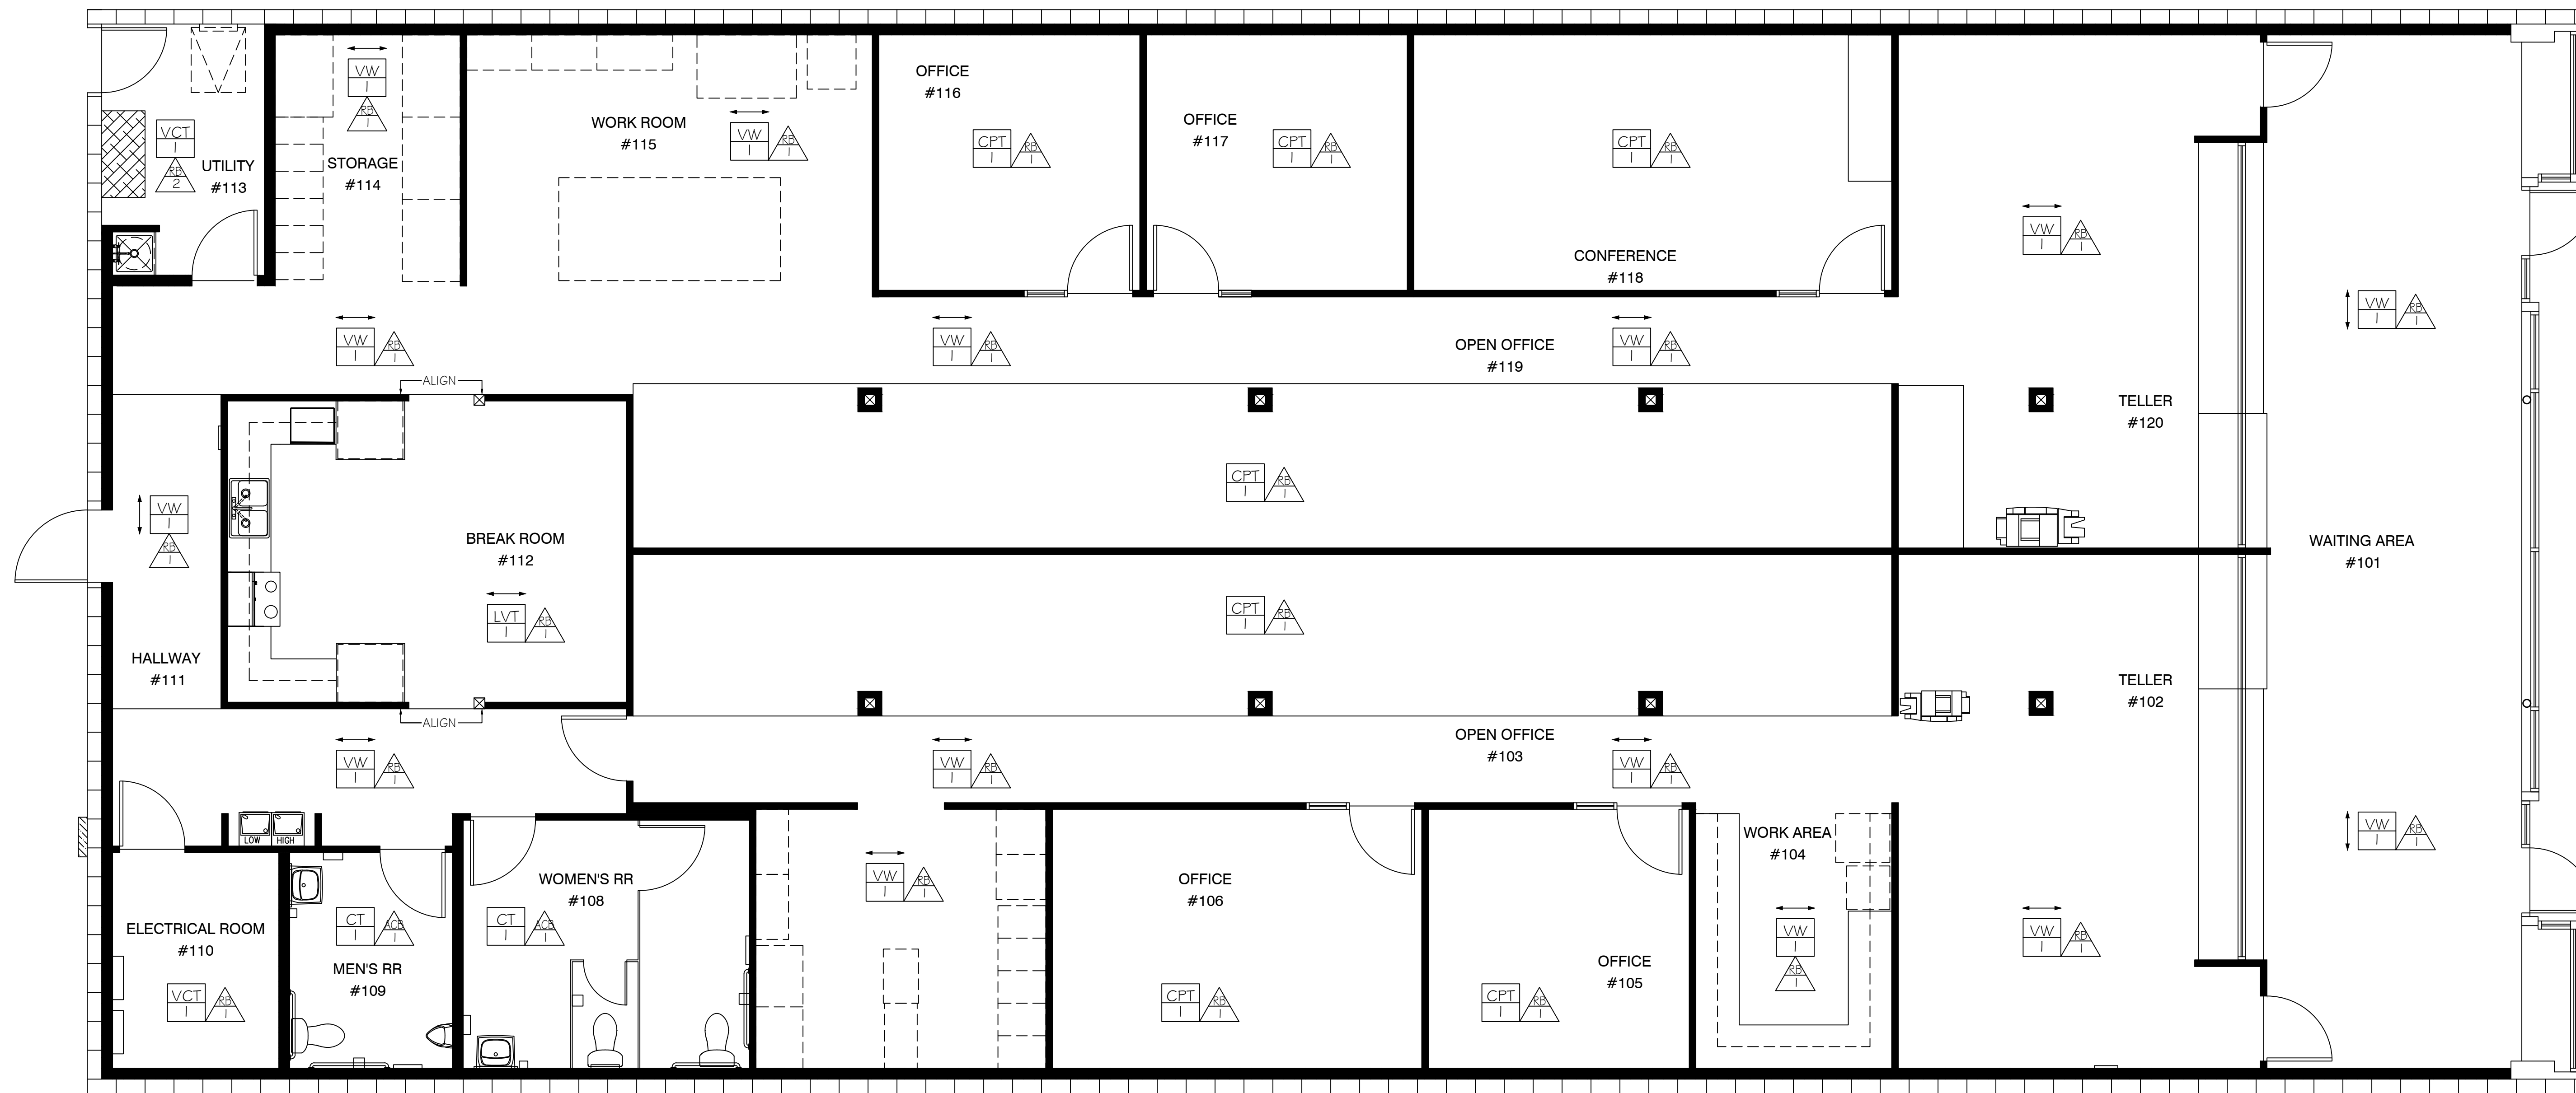 VW
1
RB
1
OFFICE
#116
VCT
1
RB
2
UTILITY
#113
STORAGE
#114
WORK ROOM
#115
VW
1
RB
1
CPT
1
RB
1
OFFICE
#117
CPT
1
RB
1
CPT
1
RB
1
CONFERENCE
#118
VW
1
RB
1
VW
1
RB
1
VW
1
RB
1
VW
1
RB
1
OPEN OFFICE
#119
VW
1
RB
1
ALIGN
TELLER
#120
CPT
1
RB
1
VW
1
RB
1
BREAK ROOM
#112
WAITING AREA
#101
LVT
1
RB
1
CPT
1
RB
1
HALLWAY
#111
TELLER
#102
ALIGN
OPEN OFFICE
#103
VW
1
RB
1
VW
1
RB
1
VW
1
RB
1
VW
1
RB
1
LOW
HIGH
WORK AREA
#104
VW
1
RB
1
WOMEN'S RR
#108
OFFICE
#106
CT
1
ACB
1
CT
1
ACB
1
ELECTRICAL ROOM
#110
MEN'S RR
#109
VW
1
RB
1
VW
1
RB
1
OFFICE
#105
VCT
1
RB
1
CPT
1
RB
1
CPT
1
RB
1